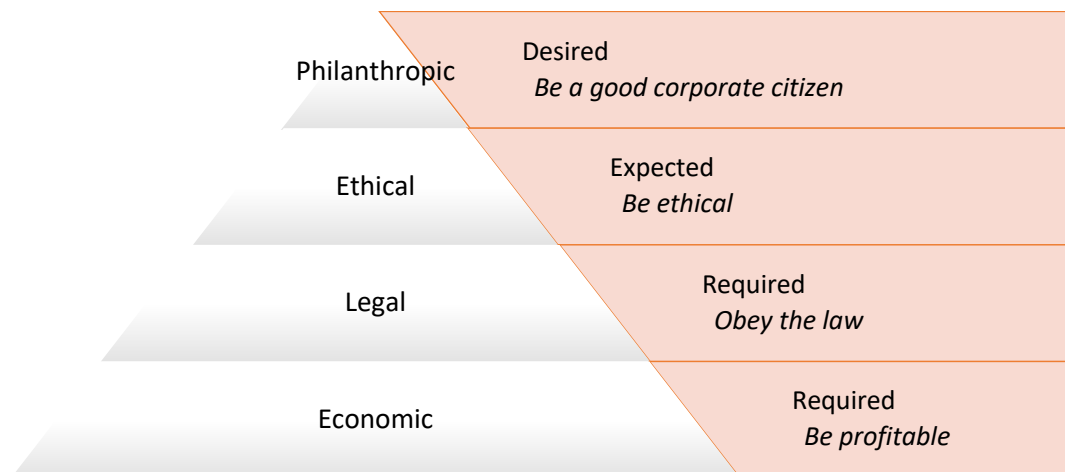 Philanthropic
Desired
Be a good corporate citizen
Ethical
Expected
Be ethical
Legal
Required
Obey the law
Economic
Required
Be profitable